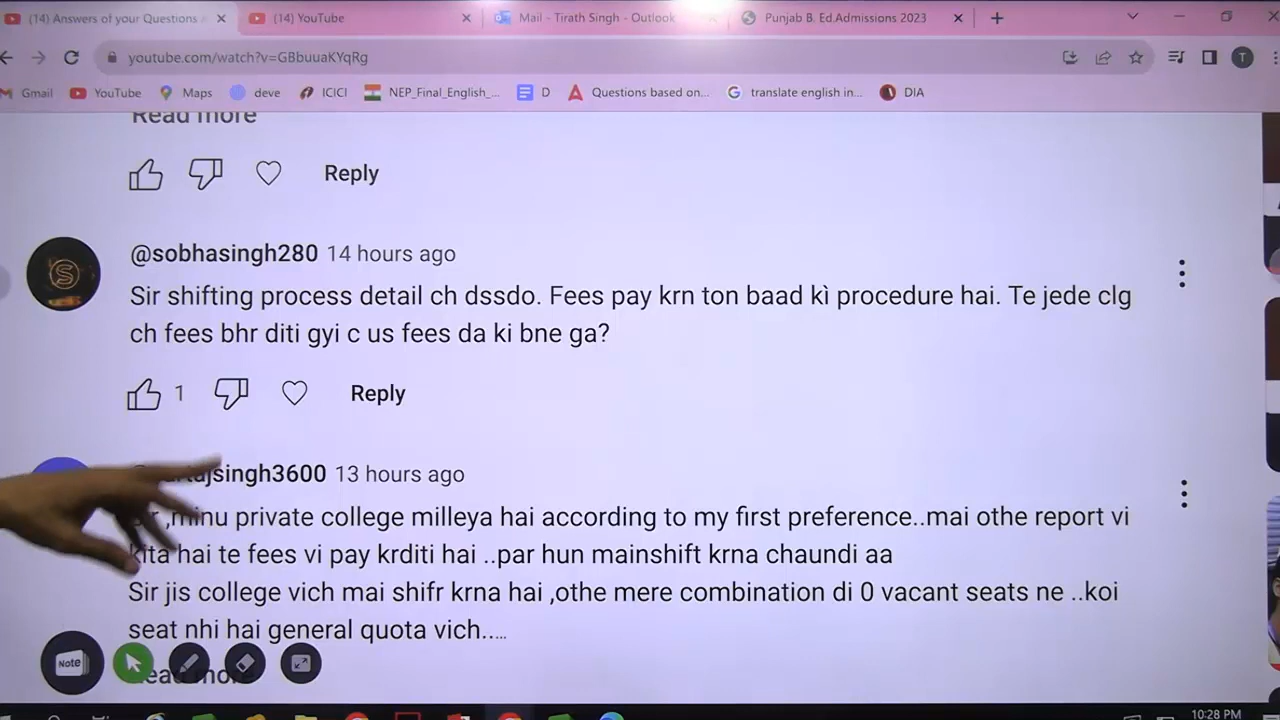 (14) Answers of your Questions
(14) YouTube
Mail - Tirath Singh - Outlook
Punjab B. Ed.Admissions 2023
youtube.com/watch?v=GBbuuaKYqRg
T
Gmail
YouTube
Maps
deve
ICICI
NEP_Final_English_...
D
Questions based on...
translate english in...
DIA
Read more
Reply
@sobhasingh280 14 hours ago
Sir shifting process detail ch dssdo. Fees pay krn ton baad kì procedure hai. Te jede clg
ch fees bhr diti gyi c us fees da ki bne ga?
1
Reply
singh3600 13 hours ago
,minu private college milleya hai according to my first preference..mai othe report vi
kita hai te fees vi pay krditi hai ..par hun mainshift krna chaundi aa
Sir jis college vich mai shifr krna hai ,othe mere combination di 0 vacant seats ne ..koi
seat nhi hai general quota vich.....
Note
Read more
10:28 PM